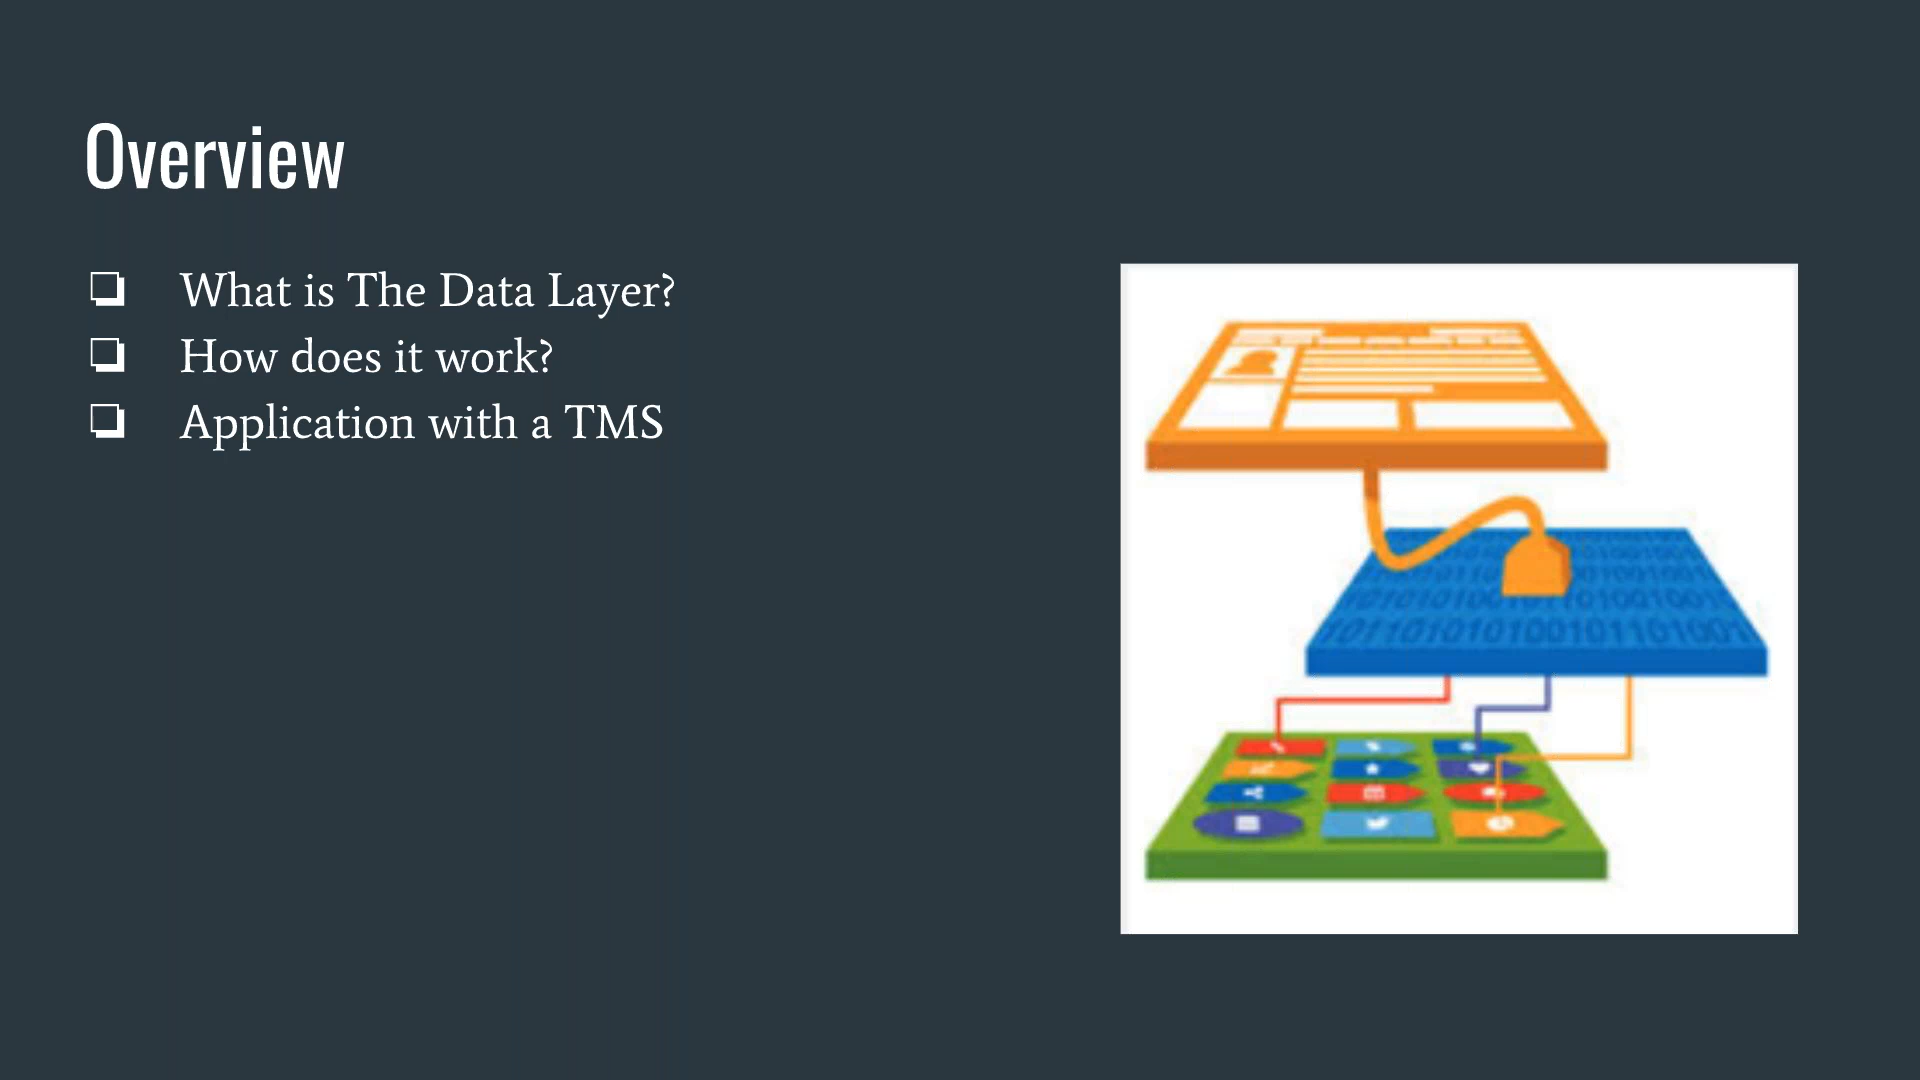 Overview
❏ What is The Data Layer?
❏ How does it work?
❏ Application with a TMS